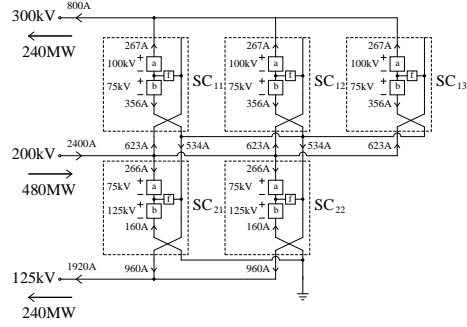 800A
300kV
240MW
267A 267A 267A
100kV + a 100kV + a 100kV + a
− f SC11 − f SC12 − f SC13
75kV + b 75kV + b 75kV + b
− − −
356A 356A 356A
200kV 2400A 623A 534A 623A 534A 623A
480MW
266A 266A
75kV + a 75kV + a
− f SC21 − f SC22
125kV + b 125kV + b
− −
160A 160A
125kV 1920A 960A 960A
240MW